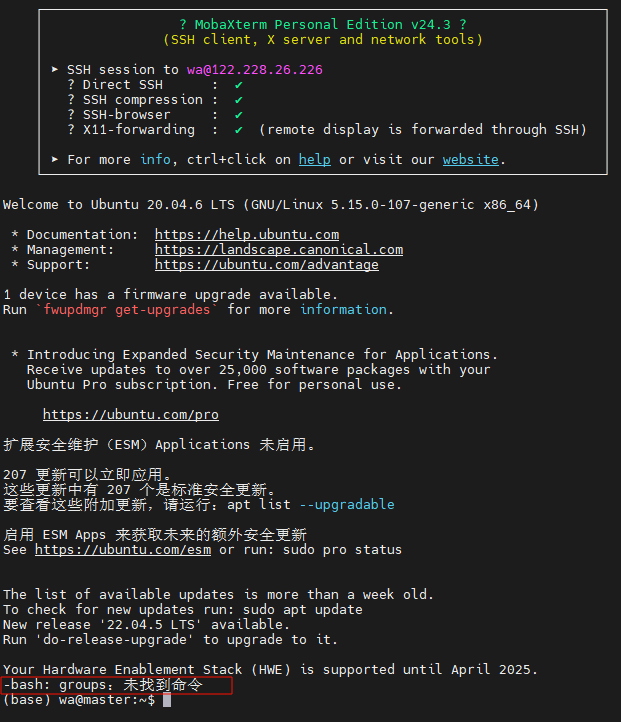 ? MobaXterm Personal Edition v24.3 ?
(SSH client, X server and network tools)
➤ SSH session to wa@122.228.26.226
? Direct SSH      :  ✔
? SSH compression :  ✔
? SSH-browser     :  ✔
? X11-forwarding  :  ✔  (remote display is forwarded through SSH)
➤ For more info, ctrl+click on help or visit our website.
Welcome to Ubuntu 20.04.6 LTS (GNU/Linux 5.15.0-107-generic x86_64)
* Documentation:  https://help.ubuntu.com
* Management:     https://landscape.canonical.com
* Support:        https://ubuntu.com/advantage
1 device has a firmware upgrade available.
Run `fwupdmgr get-upgrades` for more information.
* Introducing Expanded Security Maintenance for Applications.
Receive updates to over 25,000 software packages with your
Ubuntu Pro subscription. Free for personal use.
https://ubuntu.com/pro
扩展安全维护（ESM）Applications 未启用。
207 更新可以立即应用。
这些更新中有 207 个是标准安全更新。
要查看这些附加更新，请运行：apt list --upgradable
启用 ESM Apps 来获取未来的额外安全更新
See https://ubuntu.com/esm or run: sudo pro status
The list of available updates is more than a week old.
To check for new updates run: sudo apt update
New release '22.04.5 LTS' available.
Run 'do-release-upgrade' to upgrade to it.
Your Hardware Enablement Stack (HWE) is supported until April 2025.
-bash: groups：未找到命令
(base) wa@master:~$